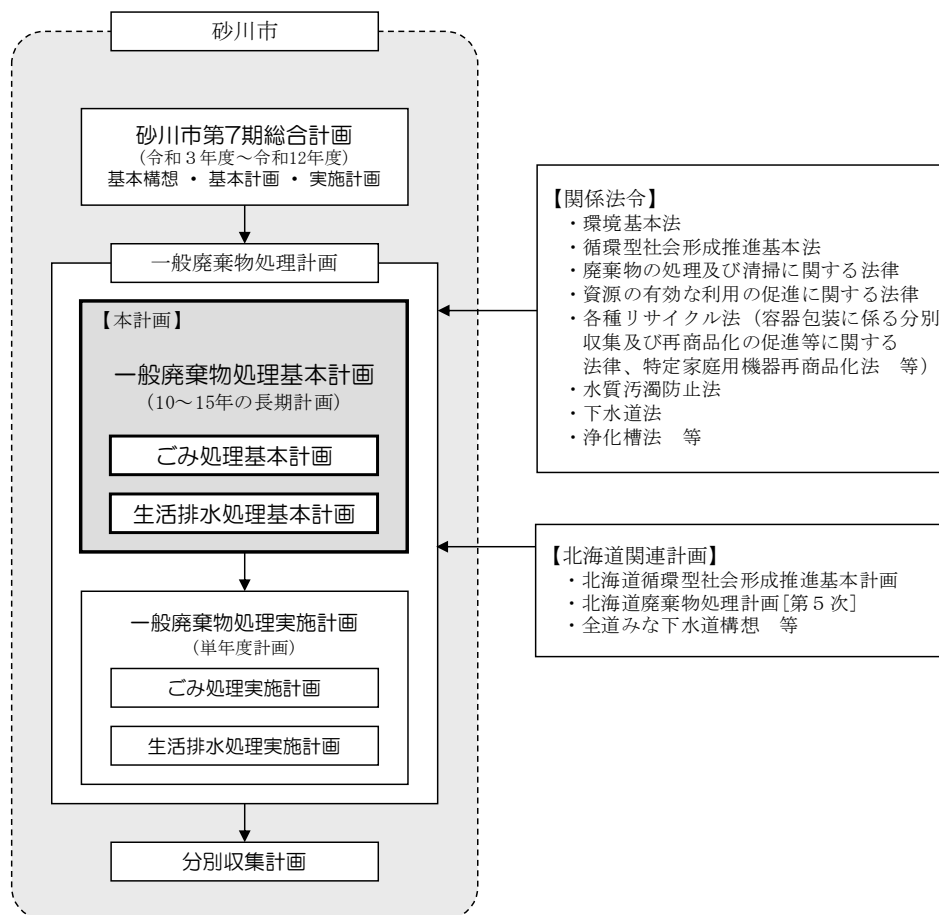 砂川市
砂川市第7期総合計画
(令和３年度～令和12年度)
基本構想 ・ 基本計画 ・ 実施計画
一般廃棄物処理計画
【本計画】
一般廃棄物処理基本計画
(10～15年の長期計画)
ごみ処理基本計画
生活排水処理基本計画
一般廃棄物処理実施計画
(単年度計画)
ごみ処理実施計画
生活排水処理実施計画
分別収集計画
【関係法令】
・環境基本法
・循環型社会形成推進基本法
・廃棄物の処理及び清掃に関する法律
・資源の有効な利用の促進に関する法律
・各種リサイクル法（容器包装に係る分別
収集及び再商品化の促進等に関する
法律、特定家庭用機器再商品化法　等）
・水質汚濁防止法
・下水道法
・浄化槽法　等
【北海道関連計画】
・北海道循環型社会形成推進基本計画
・北海道廃棄物処理計画[第５次]
・全道みな下水道構想　等